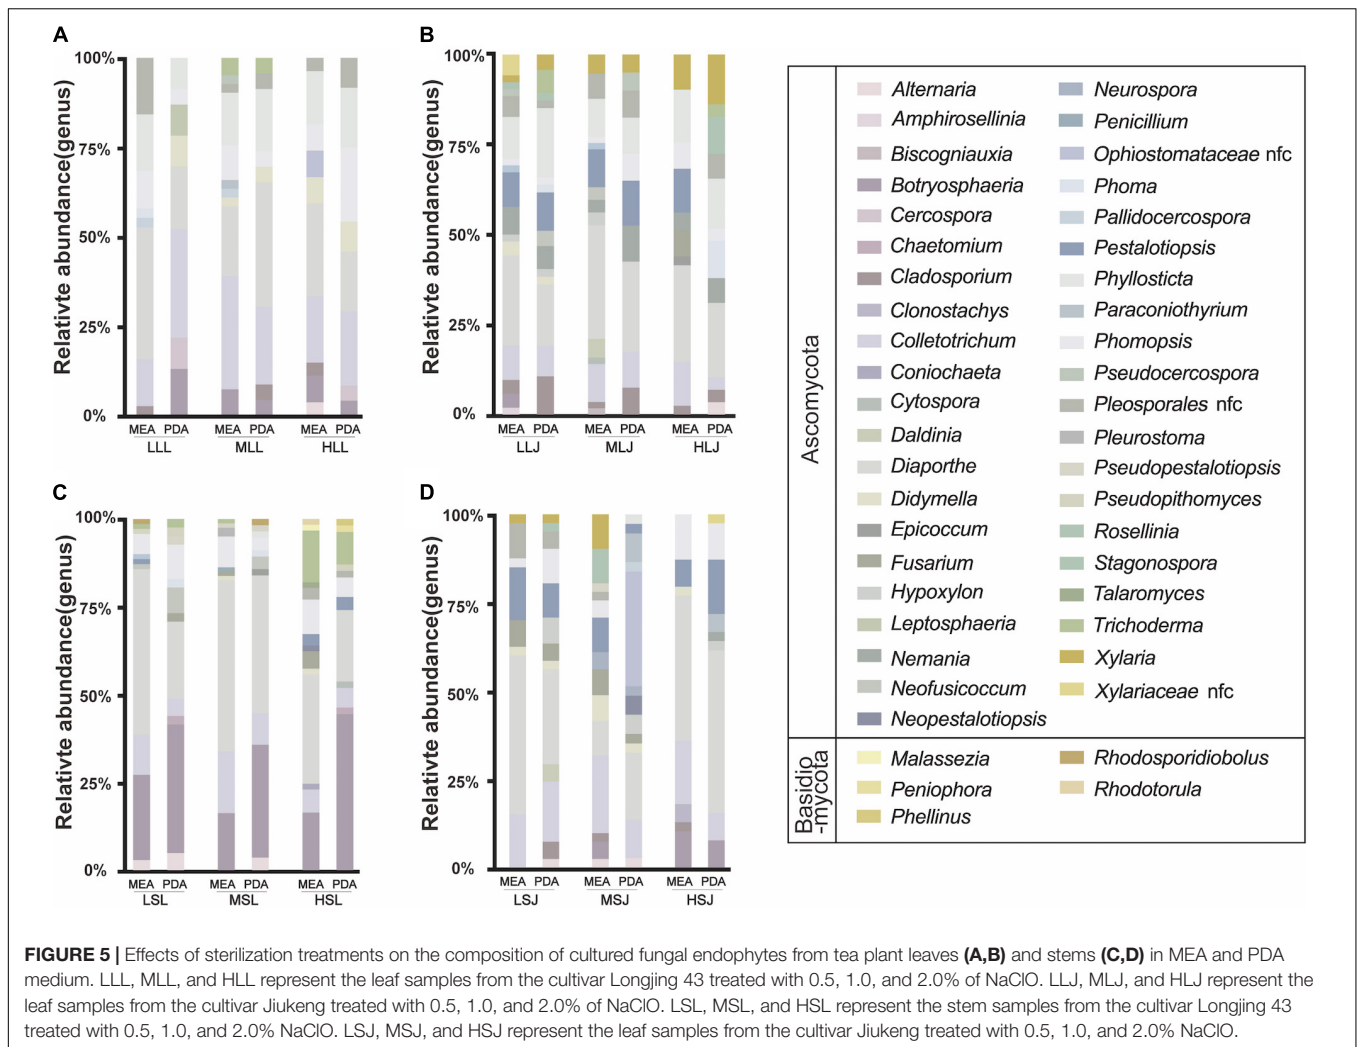 A
Relativte abundance(genus)
100%
75%
50%
25%
0%
MEA PDA MEA PDA MEA PDA
LLL MLL HLL
B
Relativte abundance(genus)
100%
75%
50%
25%
0%
MEA PDA MEA PDA MEA PDA
LLJ MLJ HLJ
C
Relativte abundance(genus)
100%
75%
50%
25%
0%
MEA PDA MEA PDA MEA PDA
LSL MSL HSL
D
Relativte abundance(genus)
100%
75%
50%
25%
0%
MEA PDA MEA PDA MEA PDA
LSJ MSJ HSJ
Ascomycota
Alternaria
Amphirosellinia
Biscogniauxia
Botryosphaeria
Cercospora
Chaetomium
Cladosporium
Clonostachys
Colletotrichum
Coniochaeta
Cytospora
Daldinia
Diaporthe
Didymella
Epicoccum
Fusarium
Hypoxylon
Leptosphaeria
Nemania
Neofusicoccum
Neopestalotiopsis
Neurospora
Penicillium
Ophiostomataceae nfc
Phoma
Pallidocercospora
Pestalotiopsis
Phyllosticta
Paraconiothyrium
Phomopsis
Pseudocercospora
Pleosporales nfc
Pleurostoma
Pseudopestalotiopsis
Pseudopithomyces
Rosellinia
Stagonospora
Talaromyces
Trichoderma
Xylaria
Xylariaceae nfc
Basidio
-mycota
Malassezia
Peniophora
Phellinus
Rhodosporidiobolus
Rhodotorula
FIGURE 5 | Effects of sterilization treatments on the composition of cultured fungal endophytes from tea plant leaves (A,B) and stems (C,D) in MEA and PDA
medium. LLL, MLL, and HLL represent the leaf samples from the cultivar Longjing 43 treated with 0.5, 1.0, and 2.0% of NaClO. LLJ, MLJ, and HLJ represent the
leaf samples from the cultivar Jiukeng treated with 0.5, 1.0, and 2.0% of NaClO. LSL, MSL, and HSL represent the stem samples from the cultivar Longjing 43
treated with 0.5, 1.0, and 2.0% NaClO. LSJ, MSJ, and HSJ represent the leaf samples from the cultivar Jiukeng treated with 0.5, 1.0, and 2.0% NaClO.